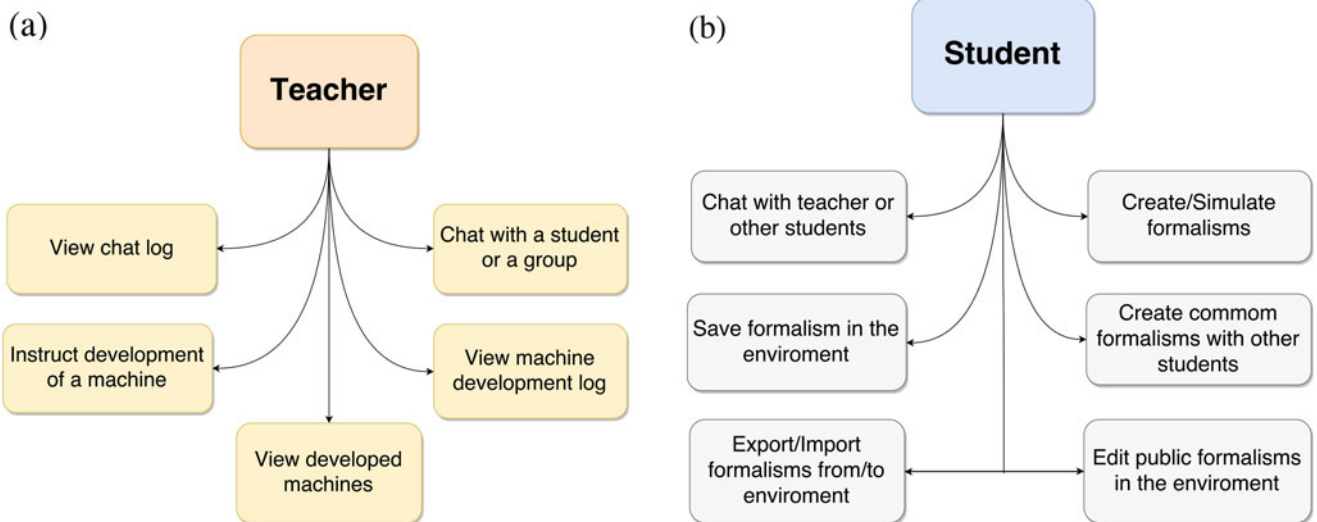 (a)
Teacher
View chat log
Chat with a student
or a group
Instruct development
of a machine
View machine
development log
View developed
machines
(b)
Student
Chat with teacher or
other students
Create/Simulate
formalisms
Save formalism in the
enviroment
Create commom
formalisms with other
students
Export/Import
formalisms from/to
enviroment
Edit public formalisms
in the enviroment